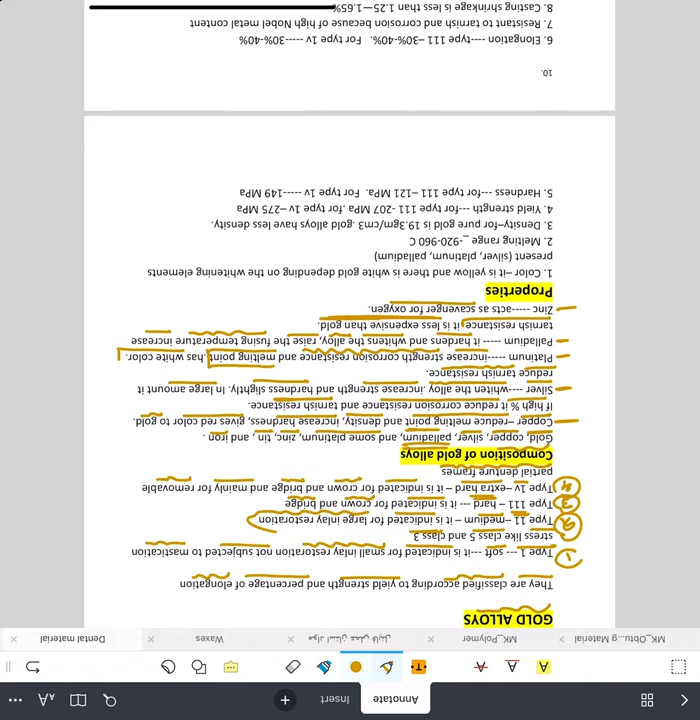 Annotate
Insert
MK_Obtu...g Material
MK_Polymer
مواد اسنان عملي فاينل
Waxes
Dental material
GOLD ALLOYS
They are classified according to yield strength and percentage of elongation
Type 1 --- soft ---it is indicated for small inlay restoration not subjected to mastication
stress like class 5 and class 3
Type 11 –medium – it is indicated for large inlay restoration
Type 111 – hard --- it is indicated for crown and bridge
Type 1v –extra hard – it is indicated for crown and bridge and mainly for removable
partial denture frames
Composition of gold alloys
Gold, copper, silver, palladium, and some platinum, zinc, tin, and iron .
Copper –reduce melting point and density, increase hardness, gives red color to gold.
If high % it reduce corrosion resistance and tarnish resistance.
Silver ----whiten the alloy .increase strength and hardness slightly. In large amount it
reduce tarnish resistance.
Platinum -----increase strength corrosion resistance and melting point .has white color.
Palladium ----- it harden and whitens the alloy, raise the fusing temperature increase
tarnish resistance it is less expensive than gold.
Zinc -----acts as scavenger for oxygen.
Properties
1. Color –it is yellow and there is white gold depending on the whitening elements
present (silver, platinum, palladium)
2. Melting range _-920-960 C
3. Density–for pure gold is 19.3gm/cm3 .gold alloys have less density.
4. Yield strength ---for type 111 -207 MPa .for type 1v –275 MPa
5. Hardness ---for type 111 –121 MPa. For type 1v -----149 MPa
10.
6. Elongation ----type 111 –30%-40%. For type 1v -----30%-40%
7. Resistant to tarnish and corrosion because of high Nobel metal content
8. Casting shrinkage is less than 1.25—1.65%